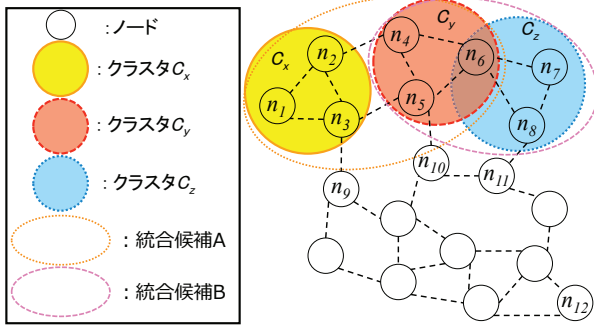 :ノード
:クラスタCx
:クラスタCy
:クラスタCz
:統合候補A
:統合候補B
Cx
Cy
Cz
n1
n2
n3
n4
n5
n6
n7
n8
n9
n10
n11
n12